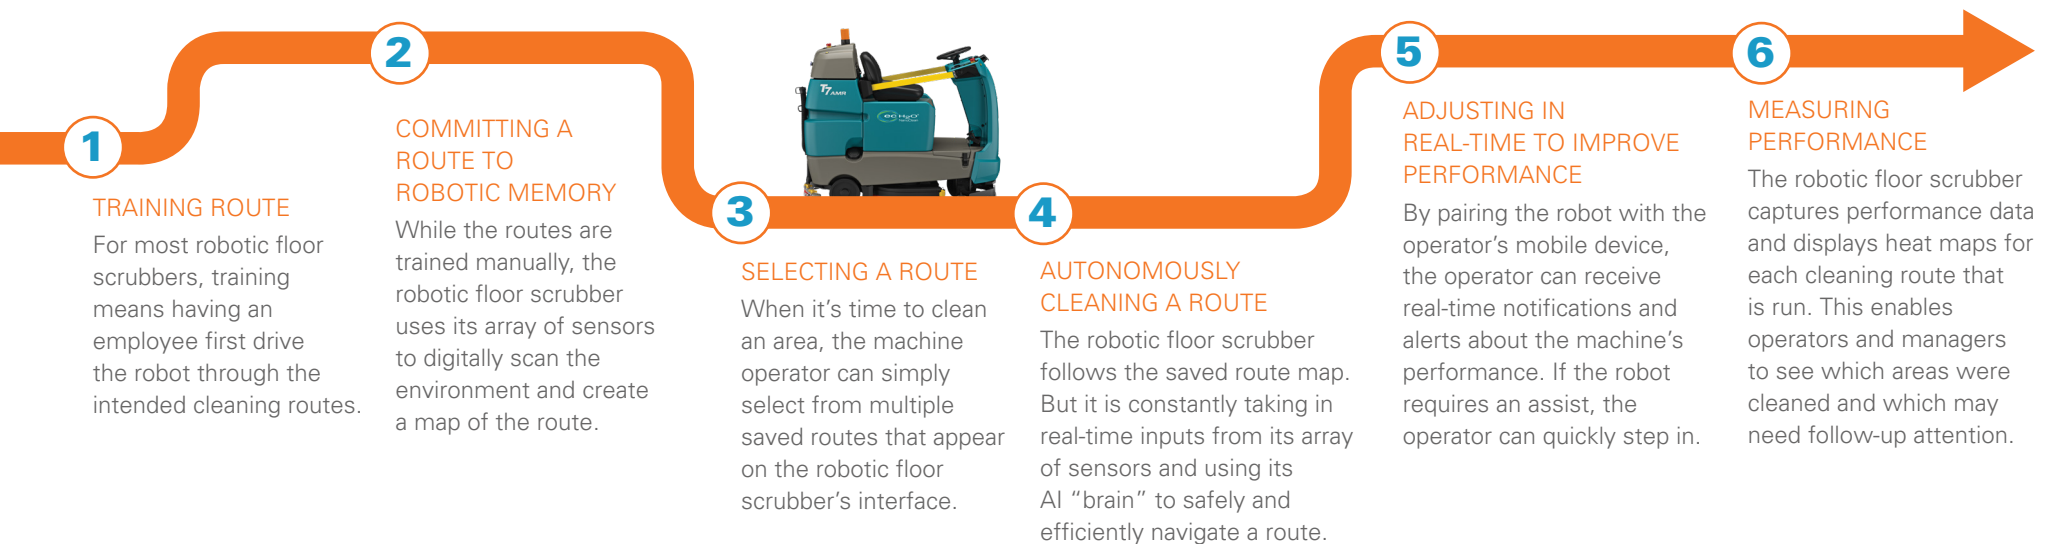 1
TRAINING ROUTE
For most robotic floor
scrubbers, training
means having an
employee first drive
the robot through the
intended cleaning routes.
2
COMMITTING A
ROUTE TO
ROBOTIC MEMORY
While the routes are
trained manually, the
robotic floor scrubber
uses its array of sensors
to digitally scan the
environment and create
a map of the route.
T7AMR
ec H2O
3
SELECTING A ROUTE
When it’s time to clean
an area, the machine
operator can simply
select from multiple
saved routes that appear
on the robotic floor
scrubber’s interface.
4
AUTONOMOUSLY
CLEANING A ROUTE
The robotic floor scrubber
follows the saved route map.
But it is constantly taking in
real-time inputs from its array
of sensors and using its
AI “brain” to safely and
efficiently navigate a route.
5
ADJUSTING IN
REAL-TIME TO IMPROVE
PERFORMANCE
By pairing the robot with the
operator’s mobile device,
the operator can receive
real-time notifications and
alerts about the machine’s
performance. If the robot
requires an assist, the
operator can quickly step in.
6
MEASURING
PERFORMANCE
The robotic floor scrubber
captures performance data
and displays heat maps for
each cleaning route that
is run. This enables
operators and managers
to see which areas were
cleaned and which may
need follow-up attention.